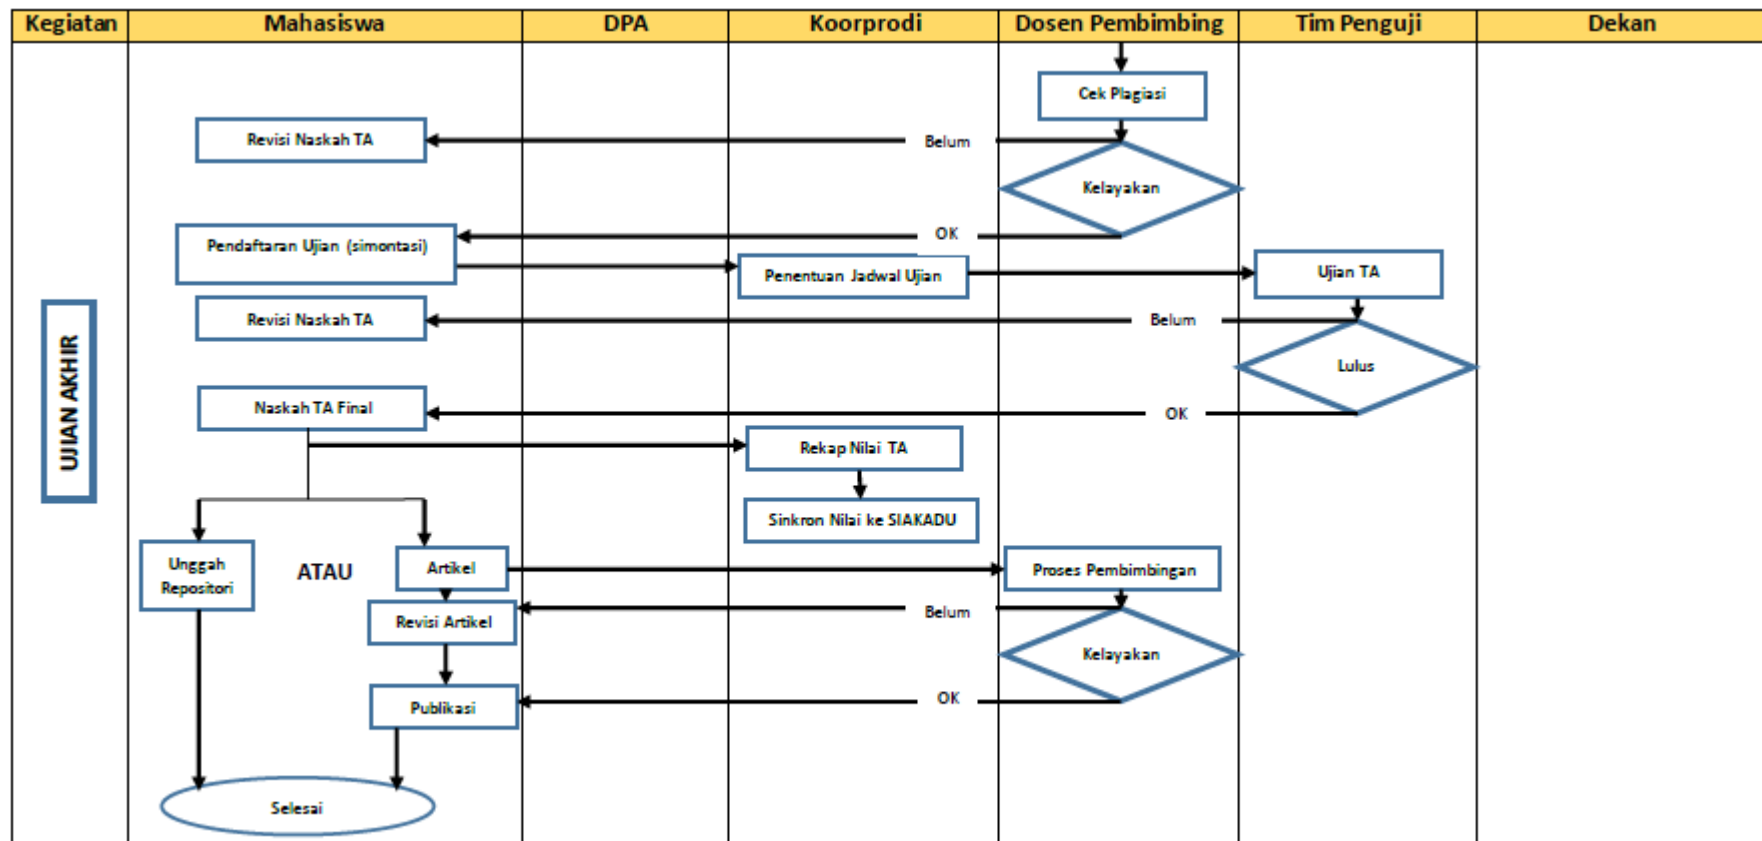 Kegiatan
Mahasiswa
DPA
Koorprodi
Dosen Pembimbing
Tim Penguji
Dekan
Cek Plagiasi
Revisi Naskah TA
Belum
Kelayakan
OK
Pendaftaran Ujian (simontasi)
Penentuan Jadwal Ujian
Ujian TA
UJIAN AKHIR
Revisi Naskah TA
Belum
Lulus
Naskah TA Final
OK
Rekap Nilai TA
Sinkron Nilai ke SIAKADU
Unggah
Repositori
ATAU
Artikel
Proses Pembimbingan
Revisi Artikel
Belum
Kelayakan
Publikasi
OK
Selesai